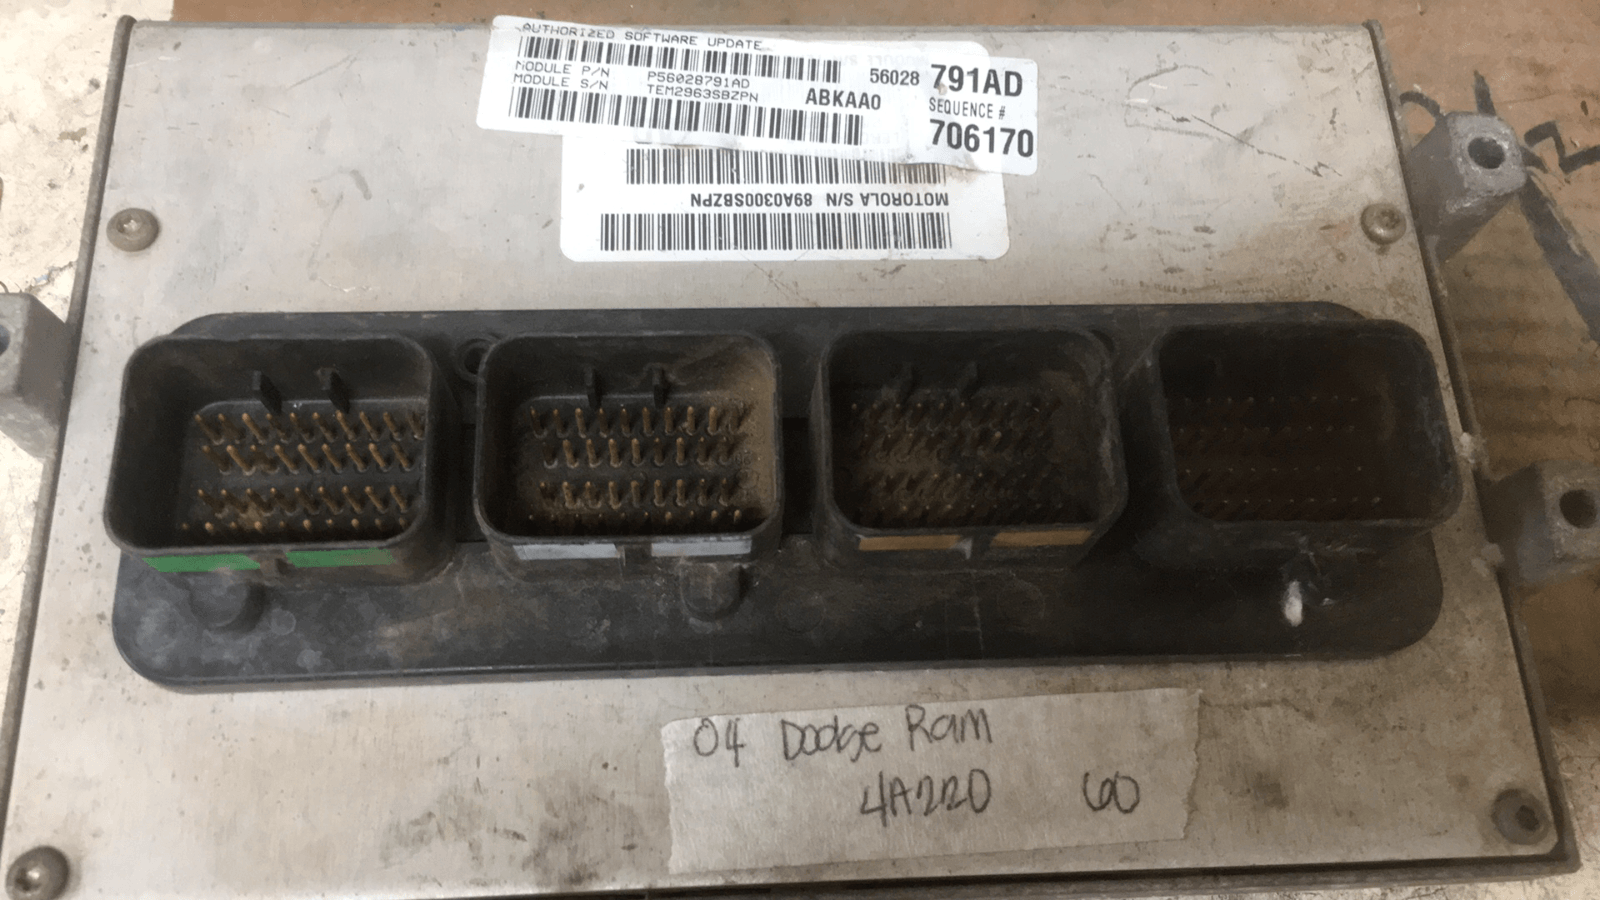 AUTHORIZED SOFTWARE UPDATE
MODULE P/N P56028791AD
MODULE S/N TEM2963SBZPN
56028 791AD
ABKAA0
SEQUENCE #
706170
MOTOROLA S/N 89A0300SBZPN
04 Dodge Ram
4A220 60